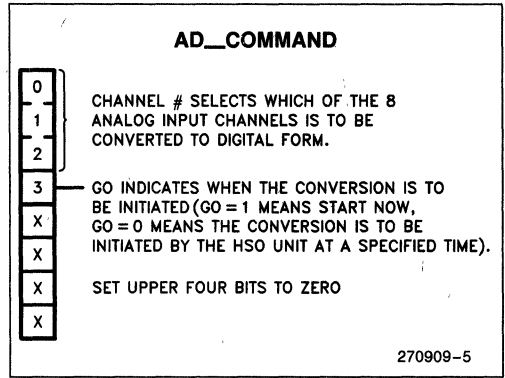 AD_COMMAND
0
1
2
CHANNEL # SELECTS WHICH OF THE 8
ANALOG INPUT CHANNELS IS TO BE
CONVERTED TO DIGITAL FORM.
3
GO INDICATES WHEN THE CONVERSION IS TO
BE INITIATED (GO = 1 MEANS START NOW,
GO = 0 MEANS THE CONVERSION IS TO BE
INITIATED BY THE HSO UNIT AT A SPECIFIED TIME).
X
X
X
SET UPPER FOUR BITS TO ZERO
X
270909-5